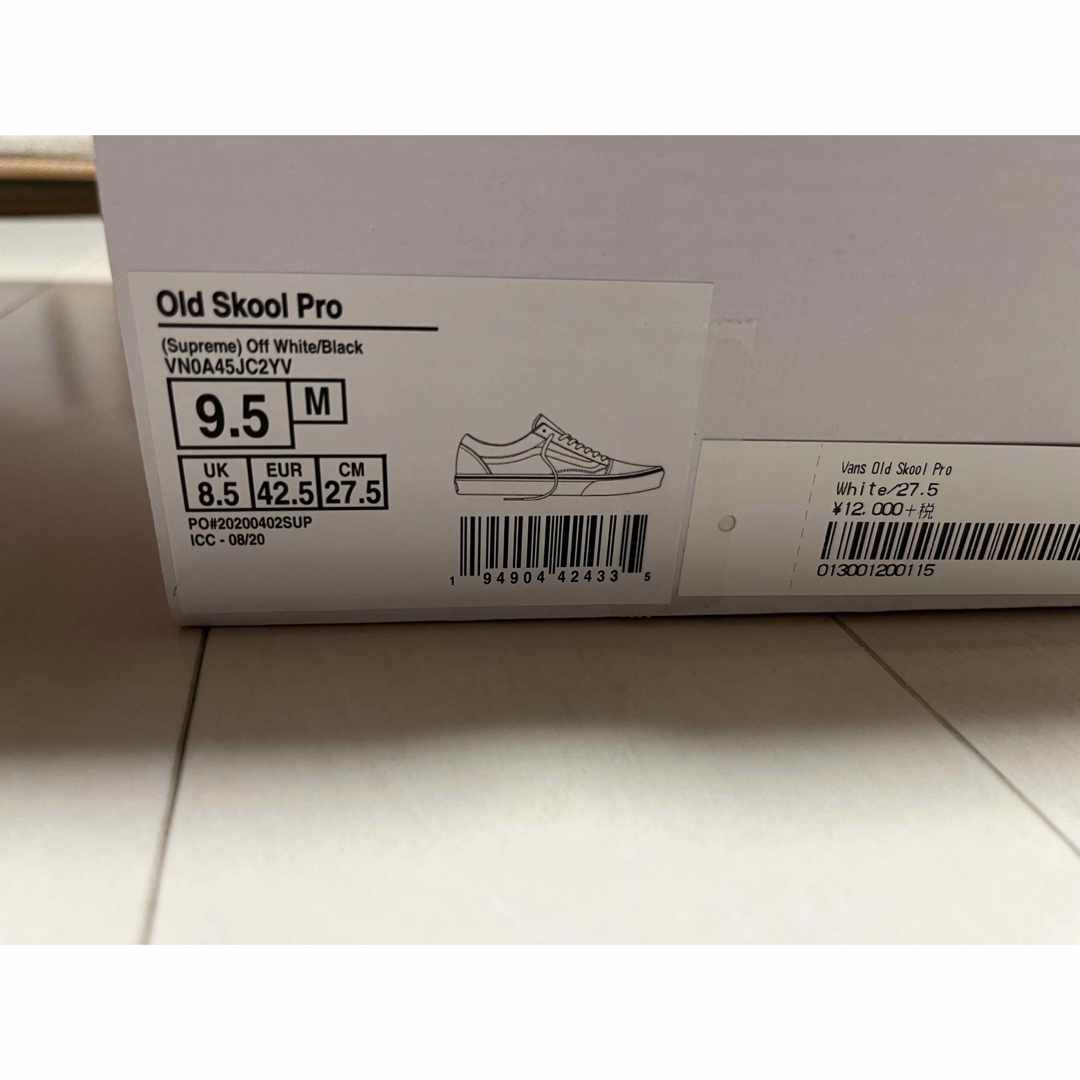 Old Skool Pro
(Supreme) Off White/Black
VN0A45JC2YV
9.5 M
UK EUR CM
8.5 42.5 27.5
PO#20200402SUP
ICC - 08/20
1 94904 42433 5
Vans Old Skool Pro
White/27.5
¥12,000+税
013001200115